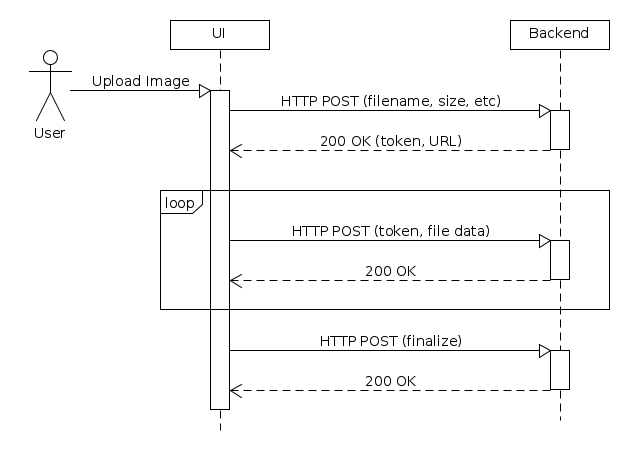 UI
Backend
Upload Image
User
HTTP POST (filename, size, etc)
200 OK (token, URL)
loop
HTTP POST (token, file data)
200 OK
HTTP POST (finalize)
200 OK